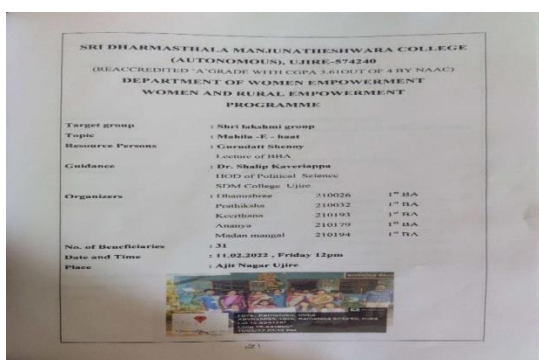 SRI DHARMASTHALA MANJUNATHESHWARA COLLEGE
(AUTONOMOUS), UJIRE-574240
(REACCREDITED 'A' GRADE WITH CGPA 3.61OUT OF 4 BY NAAC)
DEPARTMENT OF WOMEN EMPOWERMENT
WOMEN AND RURAL EMPOWERMENT
PROGRAMME
Target group : Shri lakshmi group
Topic : Mahila -E - haat
Resource Persons : Gurudatt Shenoy
Lecture of BBA
Guidance : Dr. Shalip Kaveriappa
HOD of Political Science
SDM College Ujire
Organizers : Dhanushree 210026 1st BA
Prathiksha 210032 1st BA
Keerthana 210193 1st BA
Ananya 210179 1st BA
Madan mangal 210194 1st BA
No. of Beneficiaries : 31
Date and Time : 11.02.2022 , Friday 12pm
Place : Ajit Nagar Ujire
Ujire, Karnataka, India